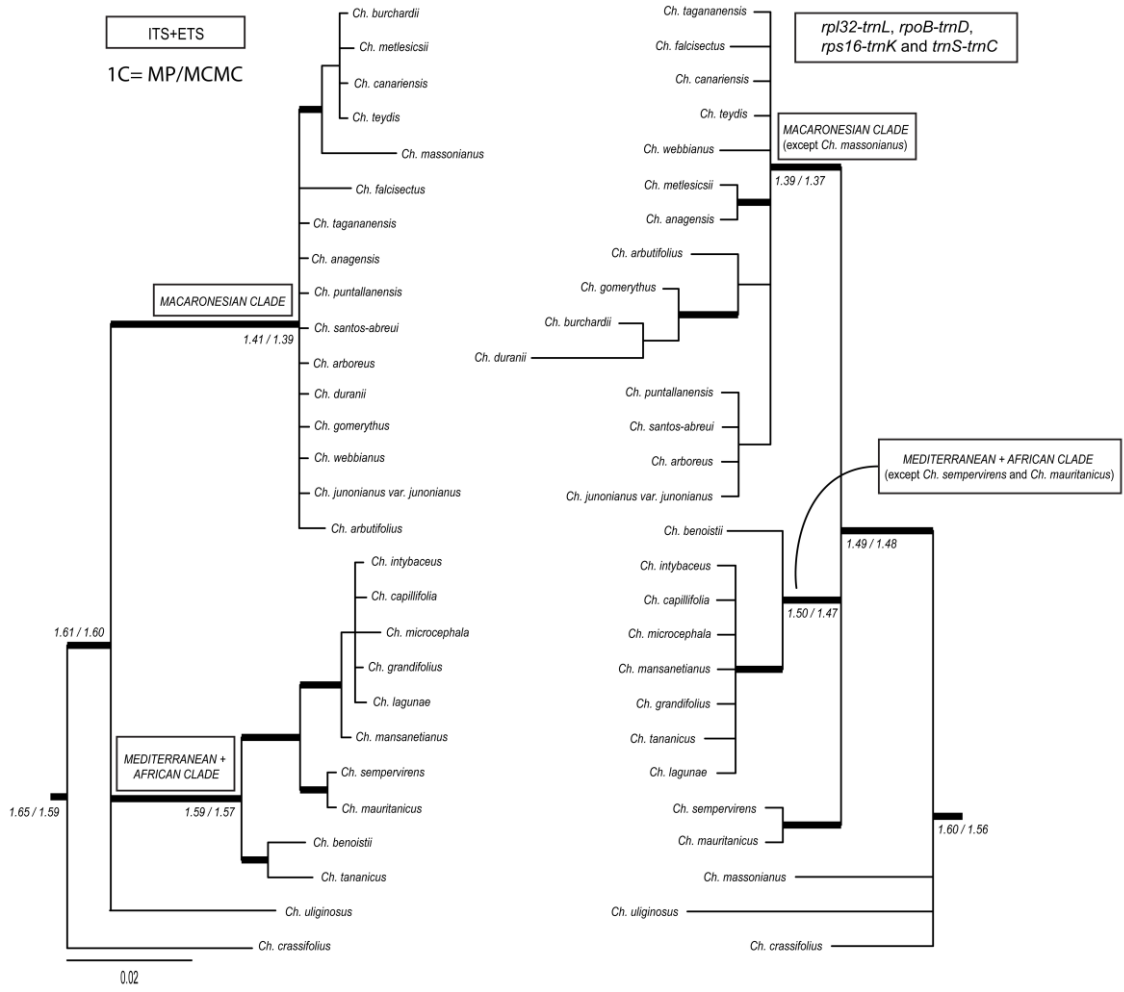 ITS+ETS
1C= MP/MCMC
Ch. burchardii
Ch. metlesicsii
Ch. canariensis
Ch. teydis
Ch. massonianus
Ch. falcisectus
Ch. tagananensis
Ch. anagensis
Ch. puntallanensis
MACARONESIAN CLADE
Ch. santos-abreui
1.41 / 1.39
Ch. arboreus
Ch. duranii
Ch. gomerythus
Ch. webbianus
Ch. junonianus var. junonianus
Ch. arbutifolius
Ch. intybaceus
Ch. capillifolia
1.61 / 1.60
Ch. microcephala
Ch. grandifolius
Ch. lagunae
Ch. mansanetianus
MEDITERRANEAN +
AFRICAN CLADE
Ch. sempervirens
Ch. mauritanicus
1.65 / 1.59
1.59 / 1.57
Ch. benoistii
Ch. tananicus
Ch. uliginosus
Ch. crassifolius
0.02
rpl32-trnL, rpoB-trnD,
rps16-trnK and trnS-trnC
Ch. tagananensis
Ch. falcisectus
Ch. canariensis
Ch. teydis
MACARONESIAN CLADE
(except Ch. massonianus)
Ch. webbianus
1.39 / 1.37
Ch. metlesicsii
Ch. anagensis
Ch. arbutifolius
Ch. gomerythus
Ch. burchardii
Ch. duranii
Ch. puntallanensis
Ch. santos-abreui
Ch. arboreus
MEDITERRANEAN + AFRICAN CLADE
(except Ch. sempervirens and Ch. mauritanicus)
Ch. junonianus var. junonianus
Ch. benoistii
1.49 / 1.48
Ch. intybaceus
Ch. capillifolia
1.50 / 1.47
Ch. microcephala
Ch. mansanetianus
Ch. grandifolius
Ch. tananicus
Ch. lagunae
Ch. sempervirens
Ch. mauritanicus
1.60 / 1.56
Ch. massonianus
Ch. uliginosus
Ch. crassifolius